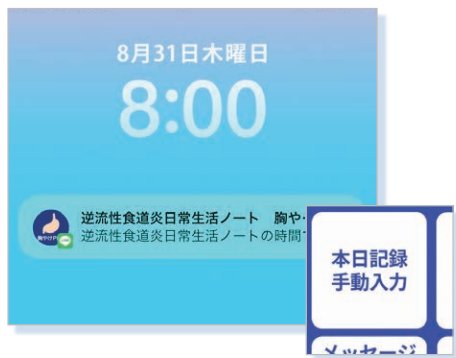 8月31日木曜日
8:00
逆流性食道炎日常生活ノート 胸や…
逆流性食道炎日常生活ノートの時間
LINE
本日記録
手動入力
メッセージ